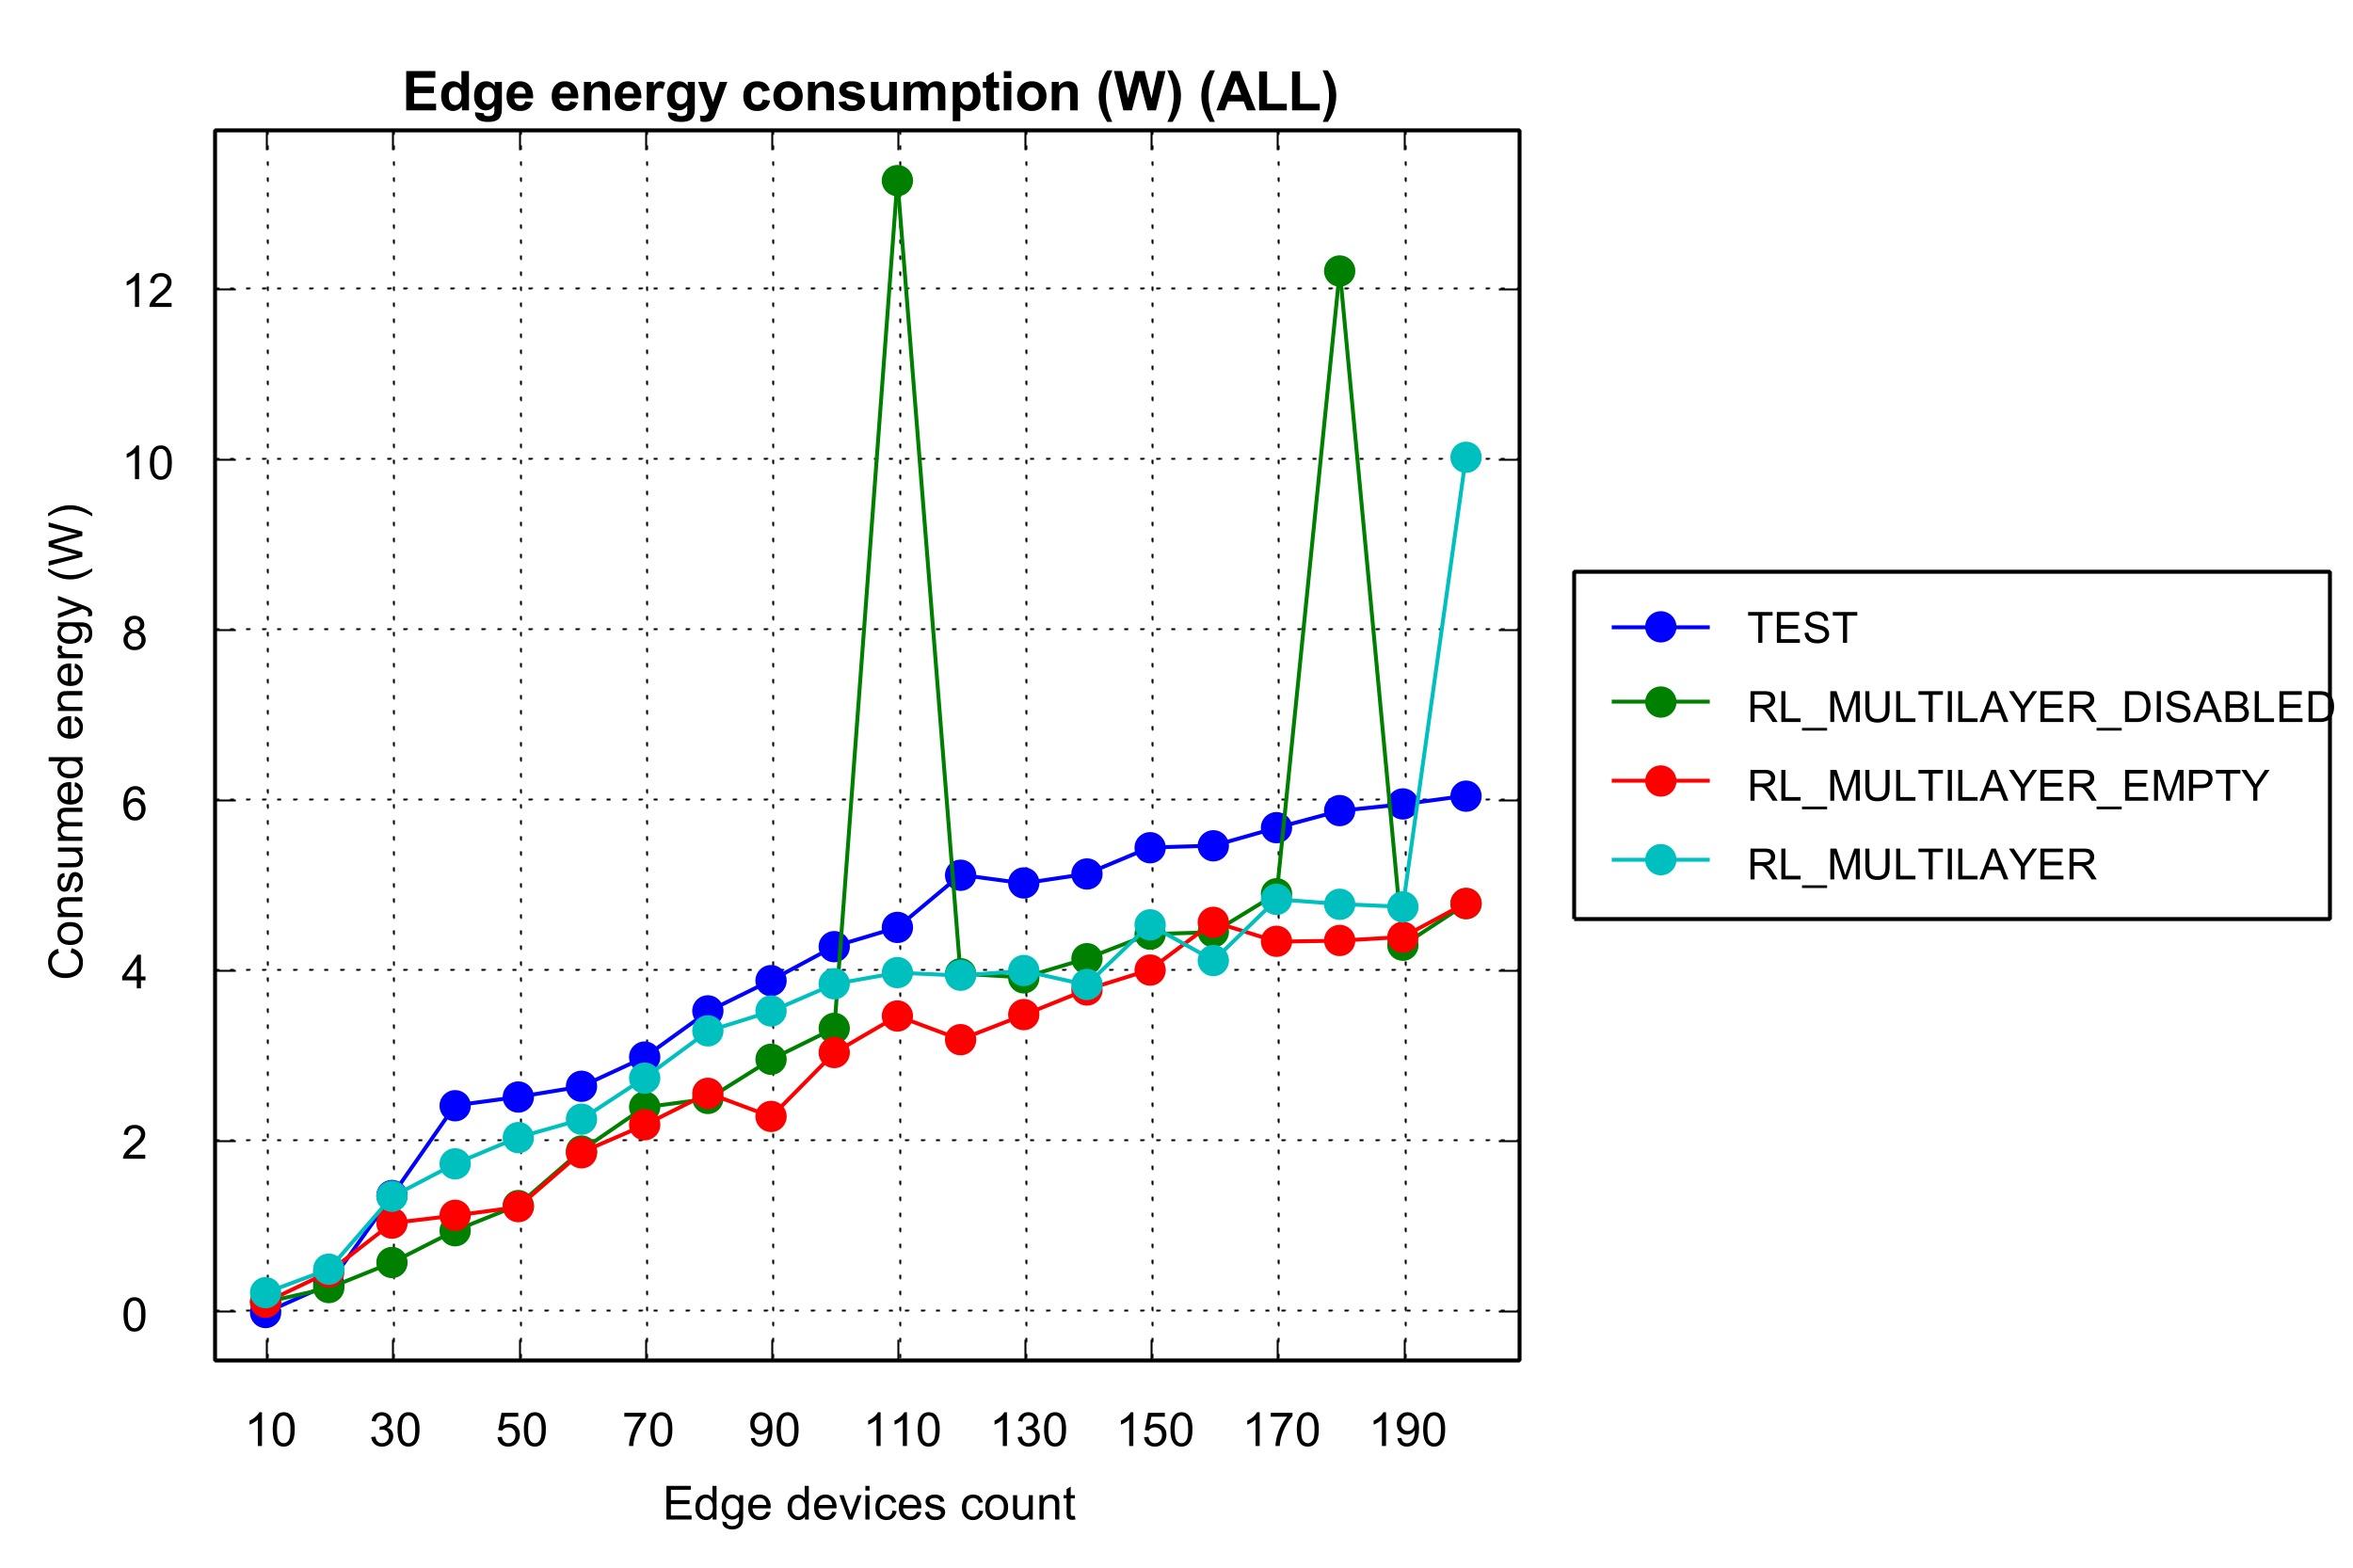 Edge energy consumption (W) (ALL)
Consumed energy (W)
12
10
8
6
4
2
0
10 30 50 70 90 110 130 150 170 190
Edge devices count
TEST
RL_MULTILAYER_DISABLED
RL_MULTILAYER_EMPTY
RL_MULTILAYER